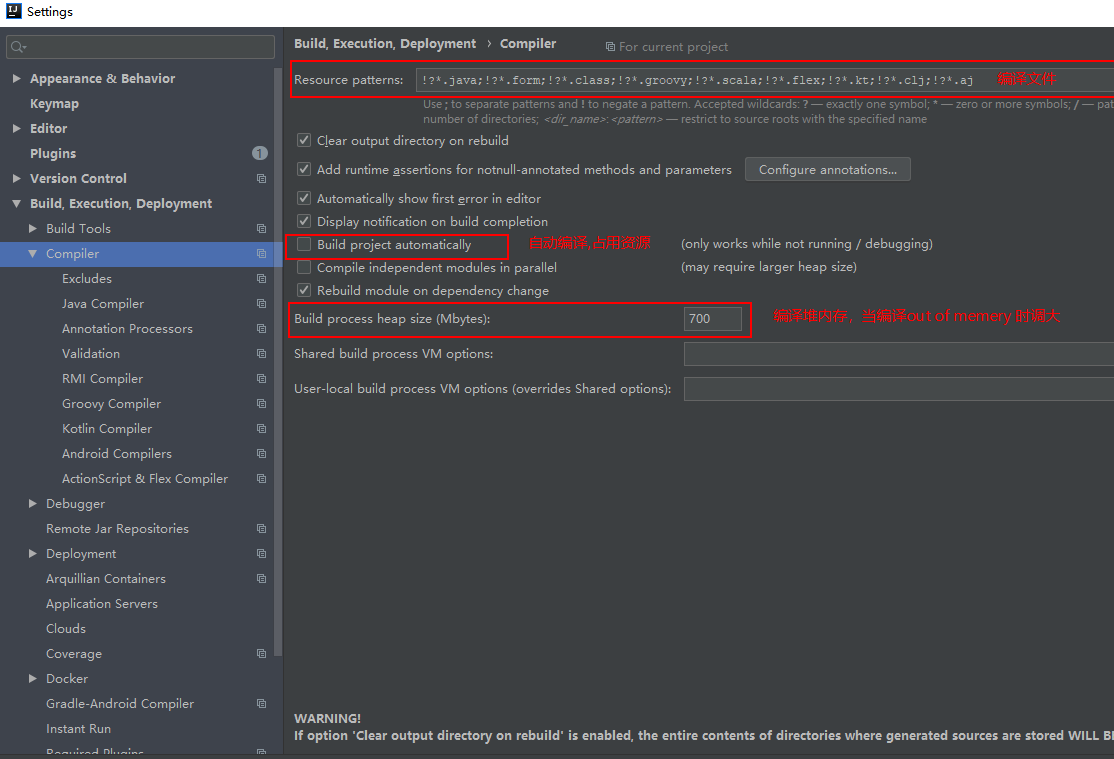 Settings
Appearance & Behavior
Keymap
Editor
Plugins 1
Version Control
Build, Execution, Deployment
Build Tools
Compiler
Excludes
Java Compiler
Annotation Processors
Validation
RMI Compiler
Groovy Compiler
Kotlin Compiler
Android Compilers
ActionScript & Flex Compiler
Debugger
Remote Jar Repositories
Deployment
Arquillian Containers
Application Servers
Clouds
Coverage
Docker
Gradle-Android Compiler
Instant Run
Required Plugins
Build, Execution, Deployment › Compiler For current project
Resource patterns: !?*.java;!?*.form;!?*.class;!?*.groovy;!?*.scala;!?*.flex;!?*.kt;!?*.clj;!?*.aj 编译文件
Use ; to separate patterns and ! to negate a pattern. Accepted wildcards: ? — exactly one symbol; * — zero or more symbols; / —
number of directories; <dir_name>:<pattern> — restrict to source roots with the specified name
Clear output directory on rebuild
Add runtime assertions for notnull-annotated methods and parameters Configure annotations...
Automatically show first error in editor
Display notification on build completion
Build project automatically 自动编译,占用资源 (only works while not running / debugging)
Compile independent modules in parallel (may require larger heap size)
Rebuild module on dependency change
Build process heap size (Mbytes): 700 编译堆内存，当编译out of memery 时调大
Shared build process VM options:
User-local build process VM options (overrides Shared options):
WARNING!
If option 'Clear output directory on rebuild' is enabled, the entire contents of directories where generated sources are stored WILL